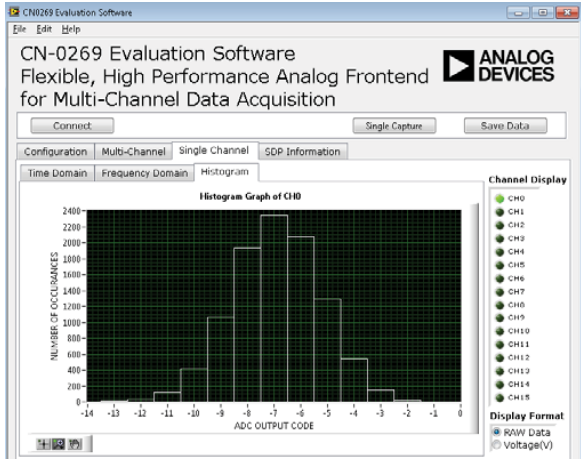 CN0269 Evaluation Software
File Edit Help
CN-0269 Evaluation Software
Flexible, High Performance Analog Frontend
for Multi-Channel Data Acquisition
ANALOG
DEVICES
Connect Single Capture Save Data
Configuration Multi-Channel Single Channel SDP Information
Time Domain Frequency Domain Histogram
Histogram Graph of CH0
NUMBER OF OCCURANCES
2400
2200
2000
1800
1600
1400
1200
1000
800
600
400
200
0
-14 -13 -12 -11 -10 -9 -8 -7 -6 -5 -4 -3 -2 -1 0
ADC OUTPUT CODE
Channel Display
CH0
CH1
CH2
CH3
CH4
CH5
CH6
CH7
CH8
CH9
CH10
CH11
CH12
CH13
CH14
CH15
Display Format
RAW Data
Voltage(V)